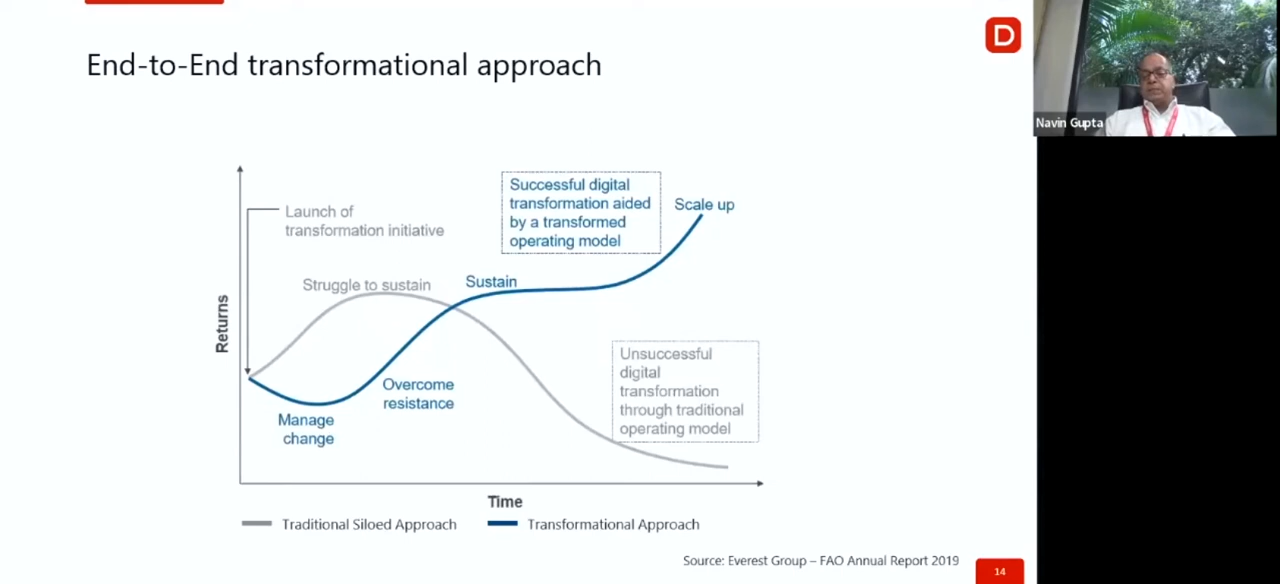 D
End-to-End transformational approach
Navin Gupta
Launch of
transformation initiative
Successful digital
transformation aided
by a transformed
operating model
Scale up
Struggle to sustain
Sustain
Returns
Unsuccessful
digital
transformation
through traditional
operating model
Overcome
resistance
Manage
change
Time
Traditional Siloed Approach
Transformational Approach
Source: Everest Group – FAO Annual Report 2019
14